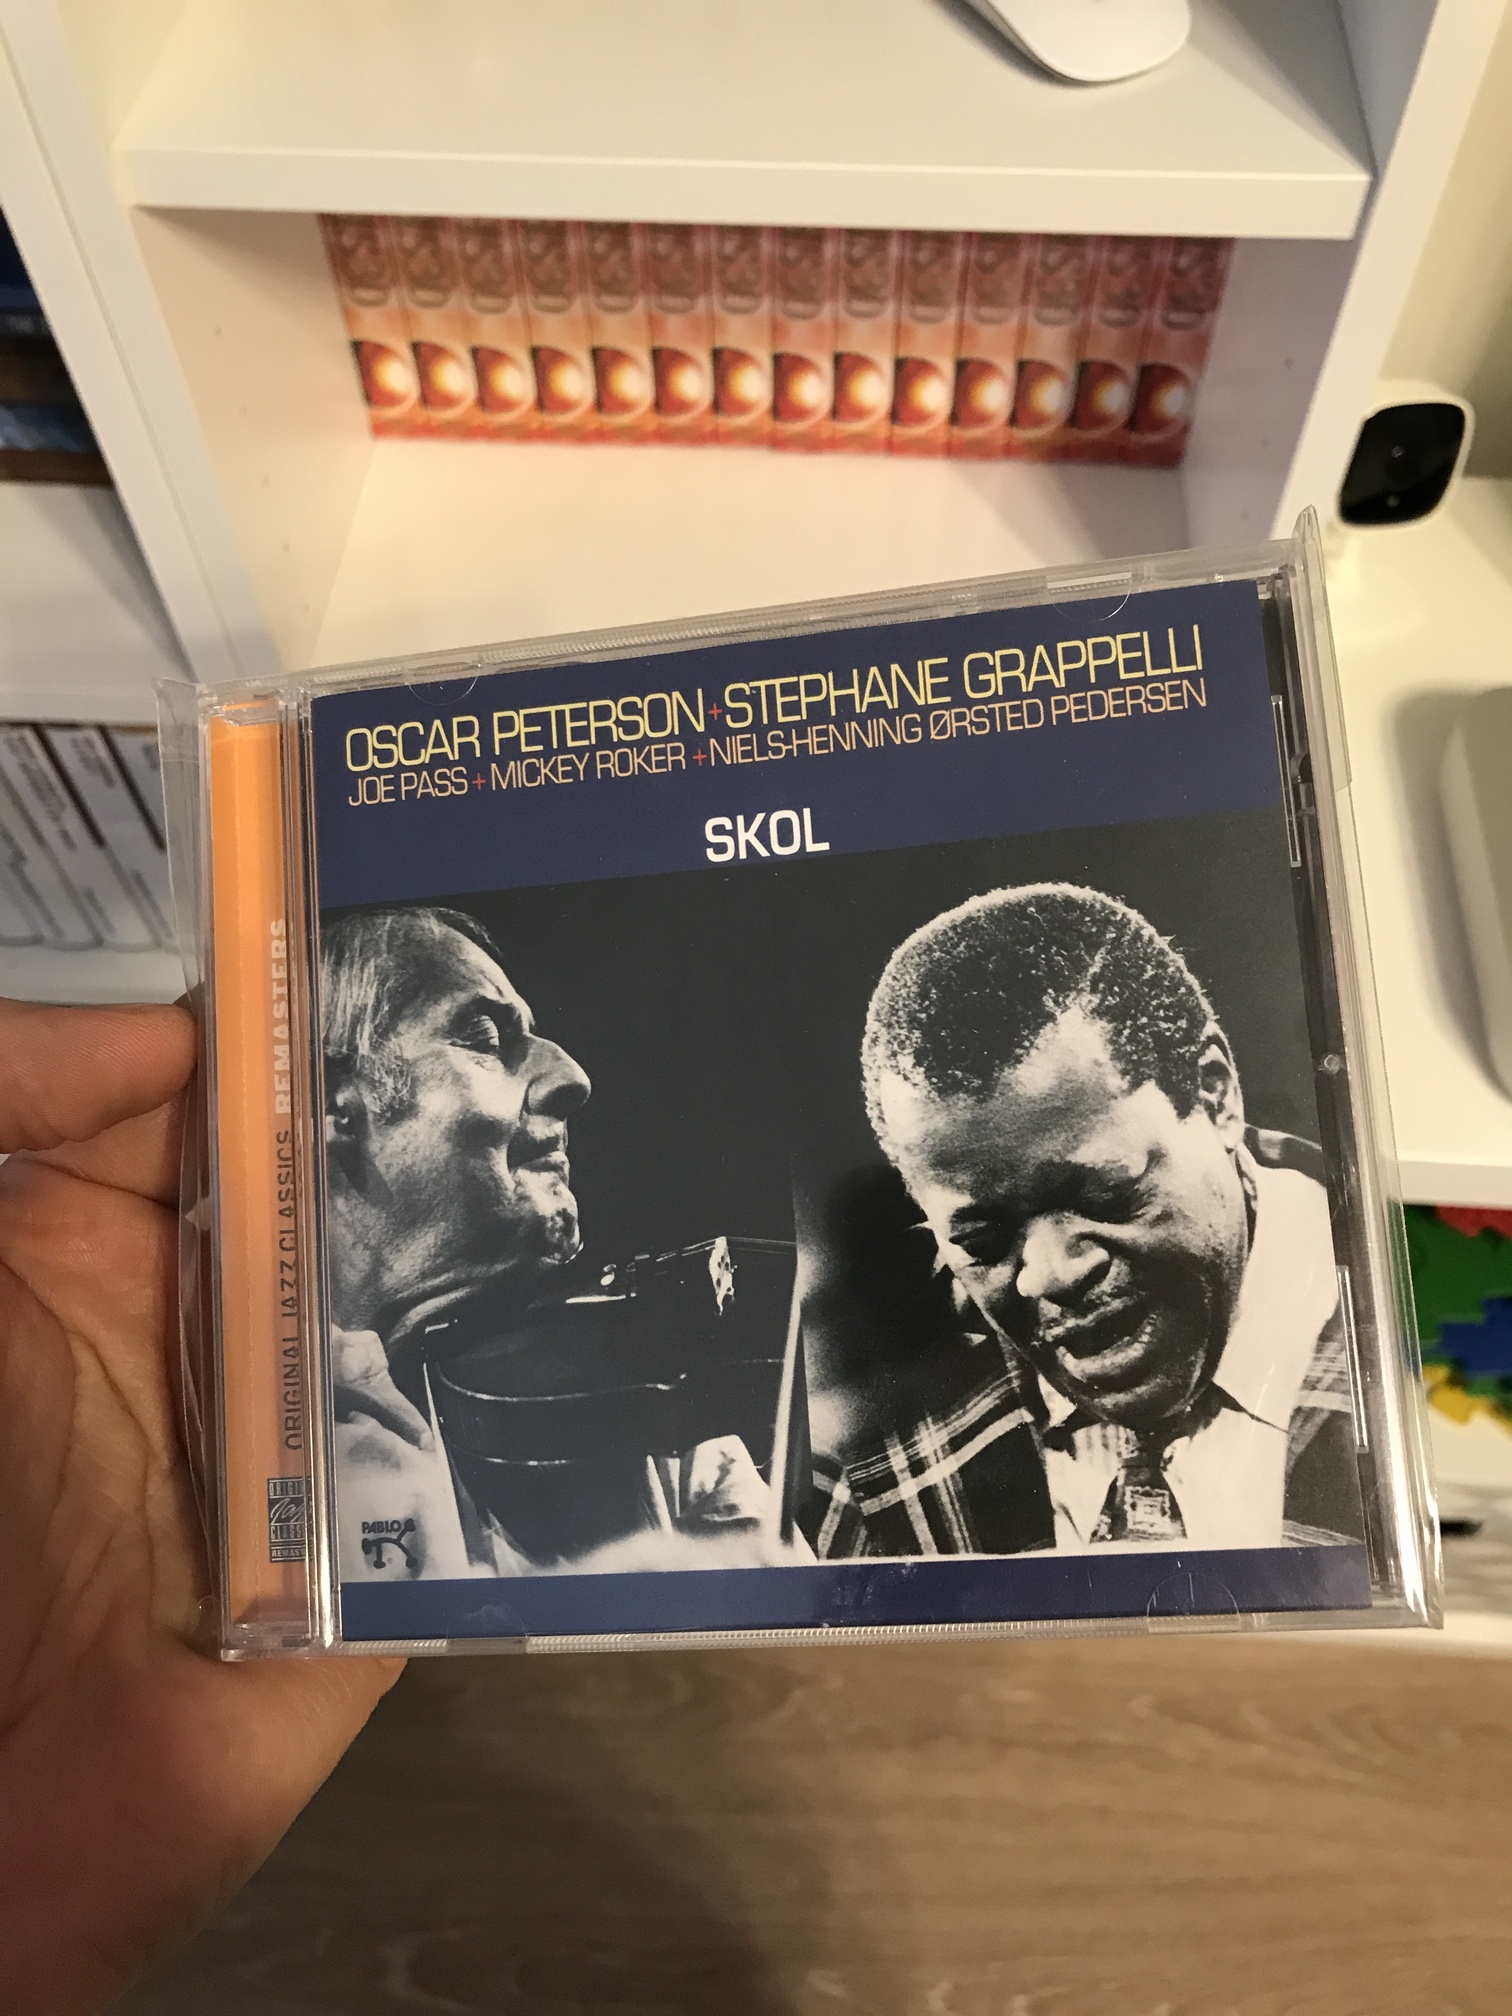 OSCAR PETERSON+STEPHANE GRAPPELLI
JOE PASS+MICKEY ROKER+NIELS-HENNING ØRSTED PEDERSEN
SKOL
ORIGINAL JAZZ CLASSICS REMASTERS
PABLO